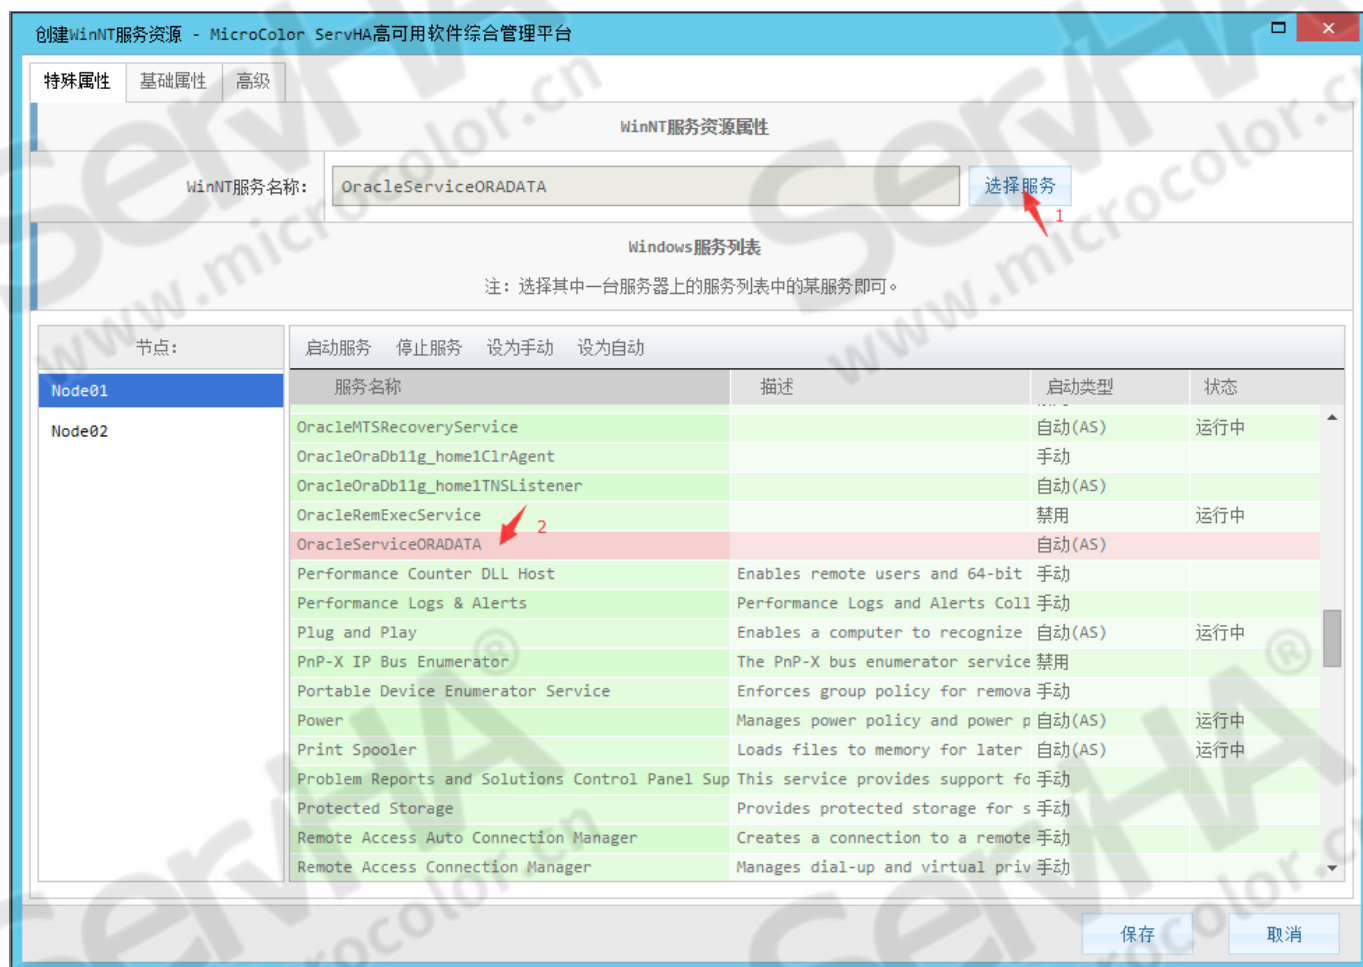 创建WinNT服务资源 - MicroColor ServHA高可用软件综合管理平台
特殊属性 基础属性 高级
WinNT服务资源属性
WinNT服务名称: OracleServiceORADATA 选择服务
1
Windows服务列表
注: 选择其中一台服务器上的服务列表中的某服务即可。
节点: 启动服务 停止服务 设为手动 设为自动
服务名称 描述 启动类型 状态
Node01
Node02
OracleMTSRecoveryService 自动(AS) 运行中
OracleOraDb11g_home1ClrAgent 手动
OracleOraDb11g_home1TNSListener 自动(AS)
OracleRemExecService 禁用 运行中
2
OracleServiceORADATA 自动(AS)
Performance Counter DLL Host Enables remote users and 64-bit 手动
Performance Logs & Alerts Performance Logs and Alerts Coll 手动
Plug and Play Enables a computer to recognize 自动(AS) 运行中
PnP-X IP Bus Enumerator The PnP-X bus enumerator service 禁用
Portable Device Enumerator Service Enforces group policy for remova 手动
Power Manages power policy and power p 自动(AS) 运行中
Print Spooler Loads files to memory for later 自动(AS) 运行中
Problem Reports and Solutions Control Panel Sup This service provides support fo 手动
Protected Storage Provides protected storage for s 手动
Remote Access Auto Connection Manager Creates a connection to a remote 手动
Remote Access Connection Manager Manages dial-up and virtual priv 手动
保存 取消
ServHA®
www.microcolor.cn